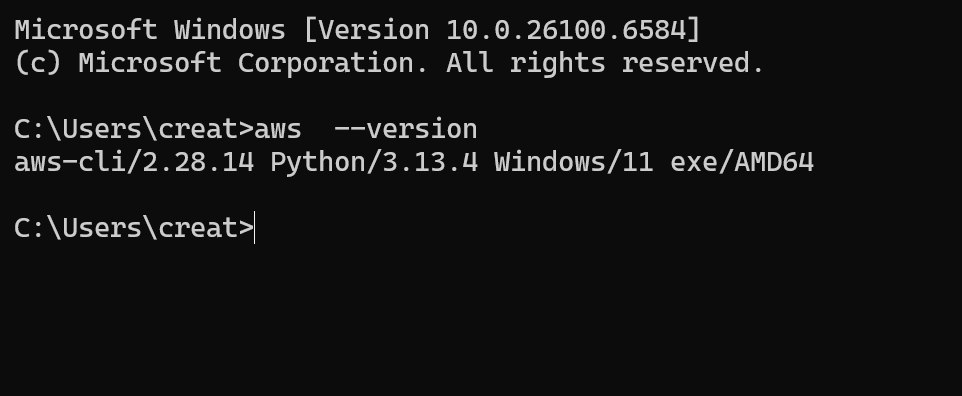 Microsoft Windows [Version 10.0.26100.6584]
(c) Microsoft Corporation. All rights reserved.
C:\Users\creat>aws  --version
aws-cli/2.28.14 Python/3.13.4 Windows/11 exe/AMD64
C:\Users\creat>